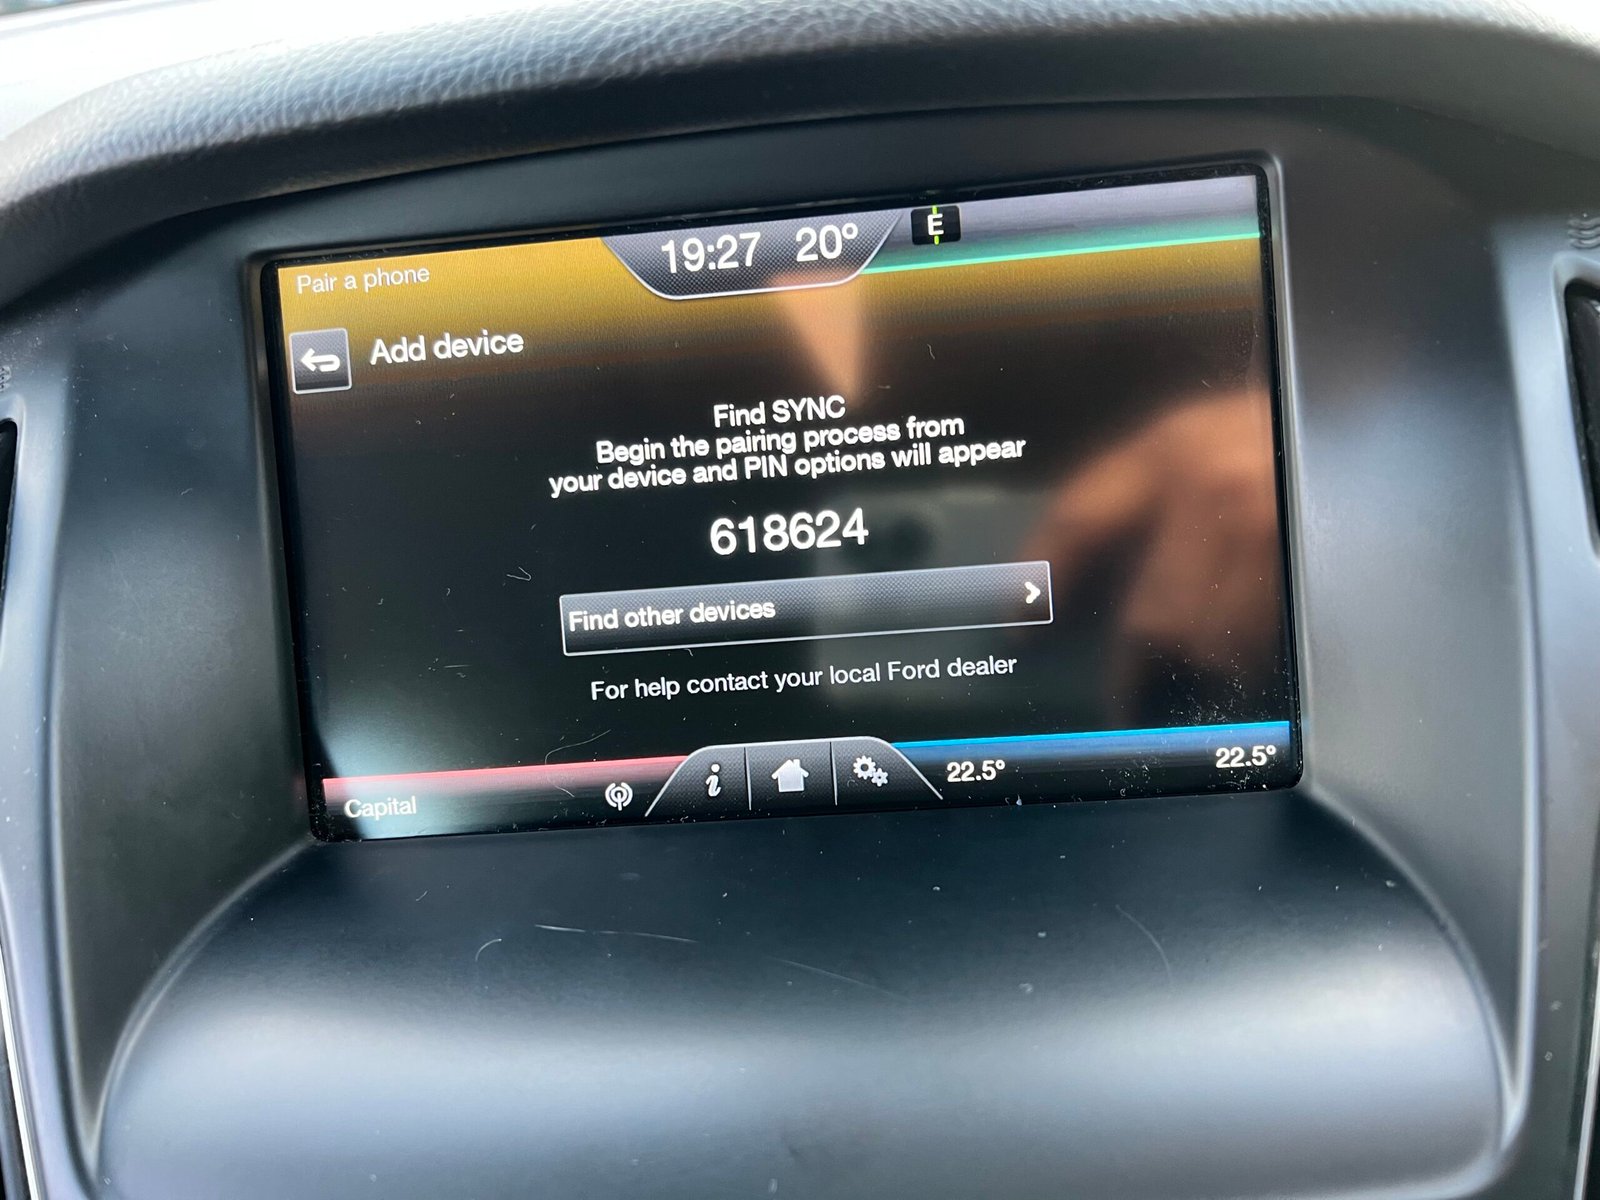 19:27 20°
E
Pair a phone
Add device
Find SYNC
Begin the pairing process from
your device and PIN options will appear
618624
Find other devices
For help contact your local Ford dealer
Capital
i
22.5°
22.5°